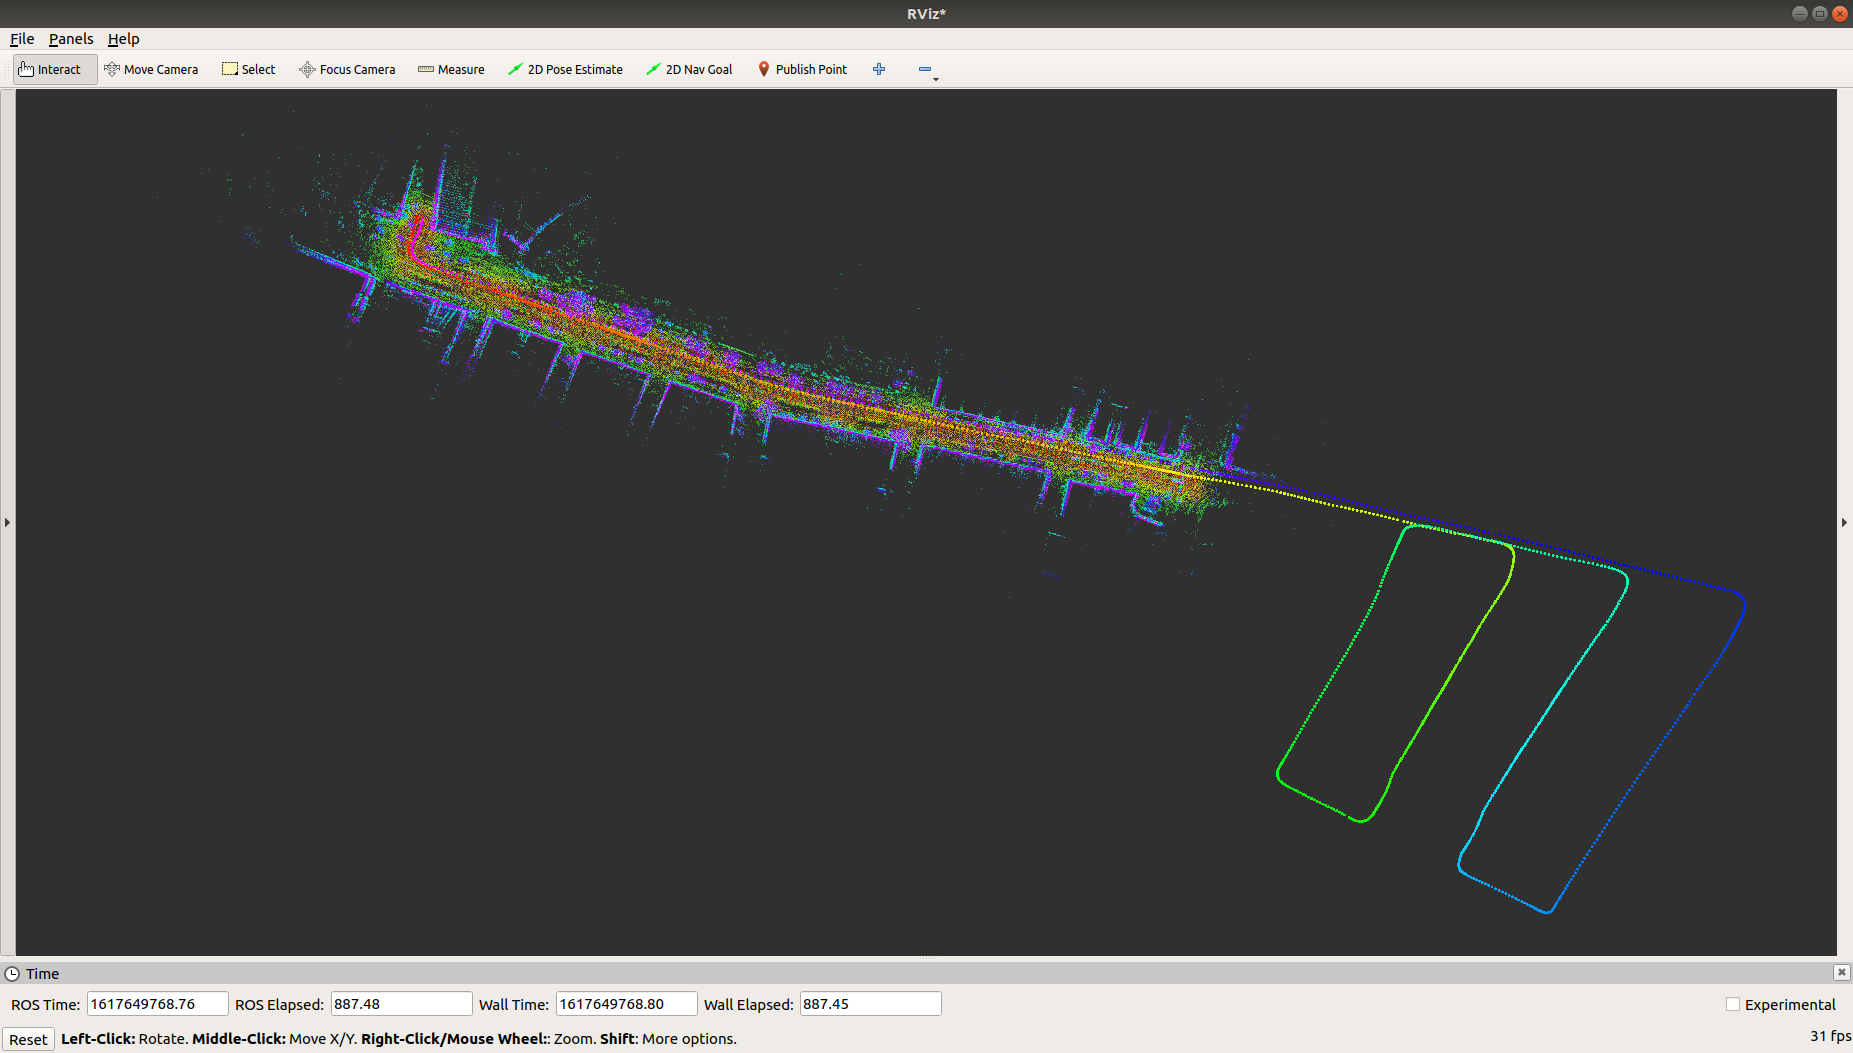 RViz*
File Panels Help
Interact Move Camera Select Focus Camera Measure 2D Pose Estimate 2D Nav Goal Publish Point
Time
ROS Time: 1617649768.76 ROS Elapsed: 887.48 Wall Time: 1617649768.80 Wall Elapsed: 887.45 Experimental
Reset Left-Click: Rotate. Middle-Click: Move X/Y. Right-Click/Mouse Wheel:: Zoom. Shift: More options. 31 fps